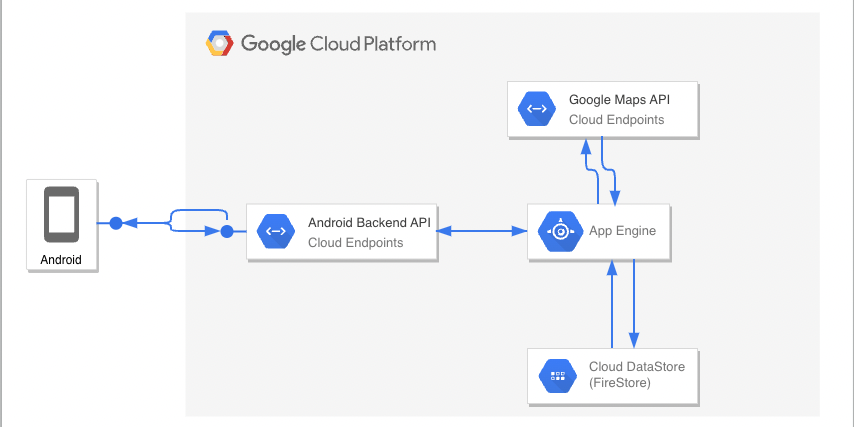 Google Cloud Platform
Google Maps API
Cloud Endpoints
Android
Android Backend API
Cloud Endpoints
App Engine
Cloud DataStore
(FireStore)